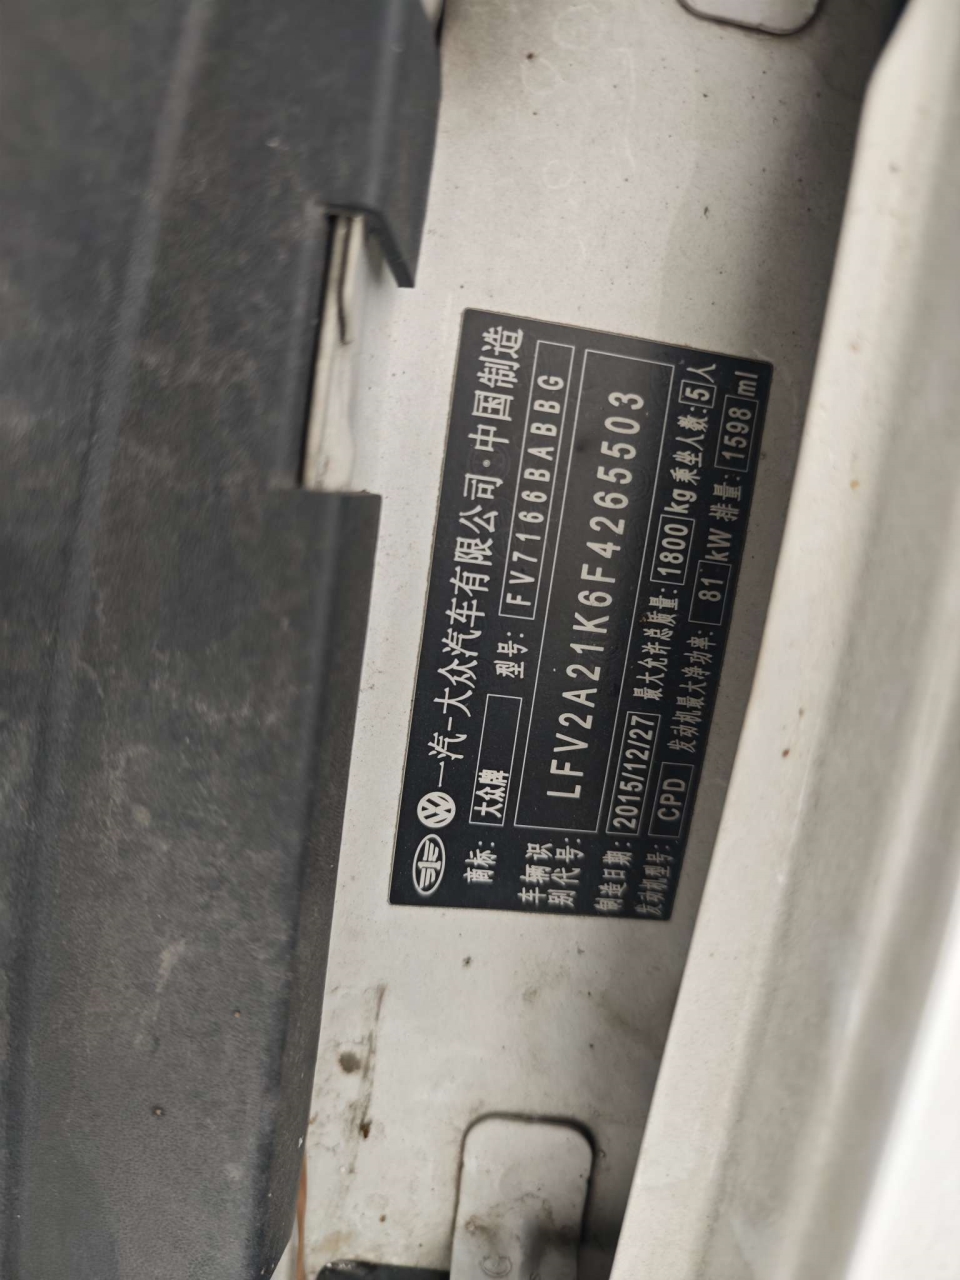 一汽-大众汽车有限公司·中国制造
商标: 大众牌 型号: FV7166BABBG
车辆识别代号: LFV2A21K6F4265503
制造日期: 2015/12/27 最大允许总质量: 1800 kg 乘坐人数: 5 人
发动机型号: CPD 发动机最大净功率: 81 kW 排量: 1598 ml